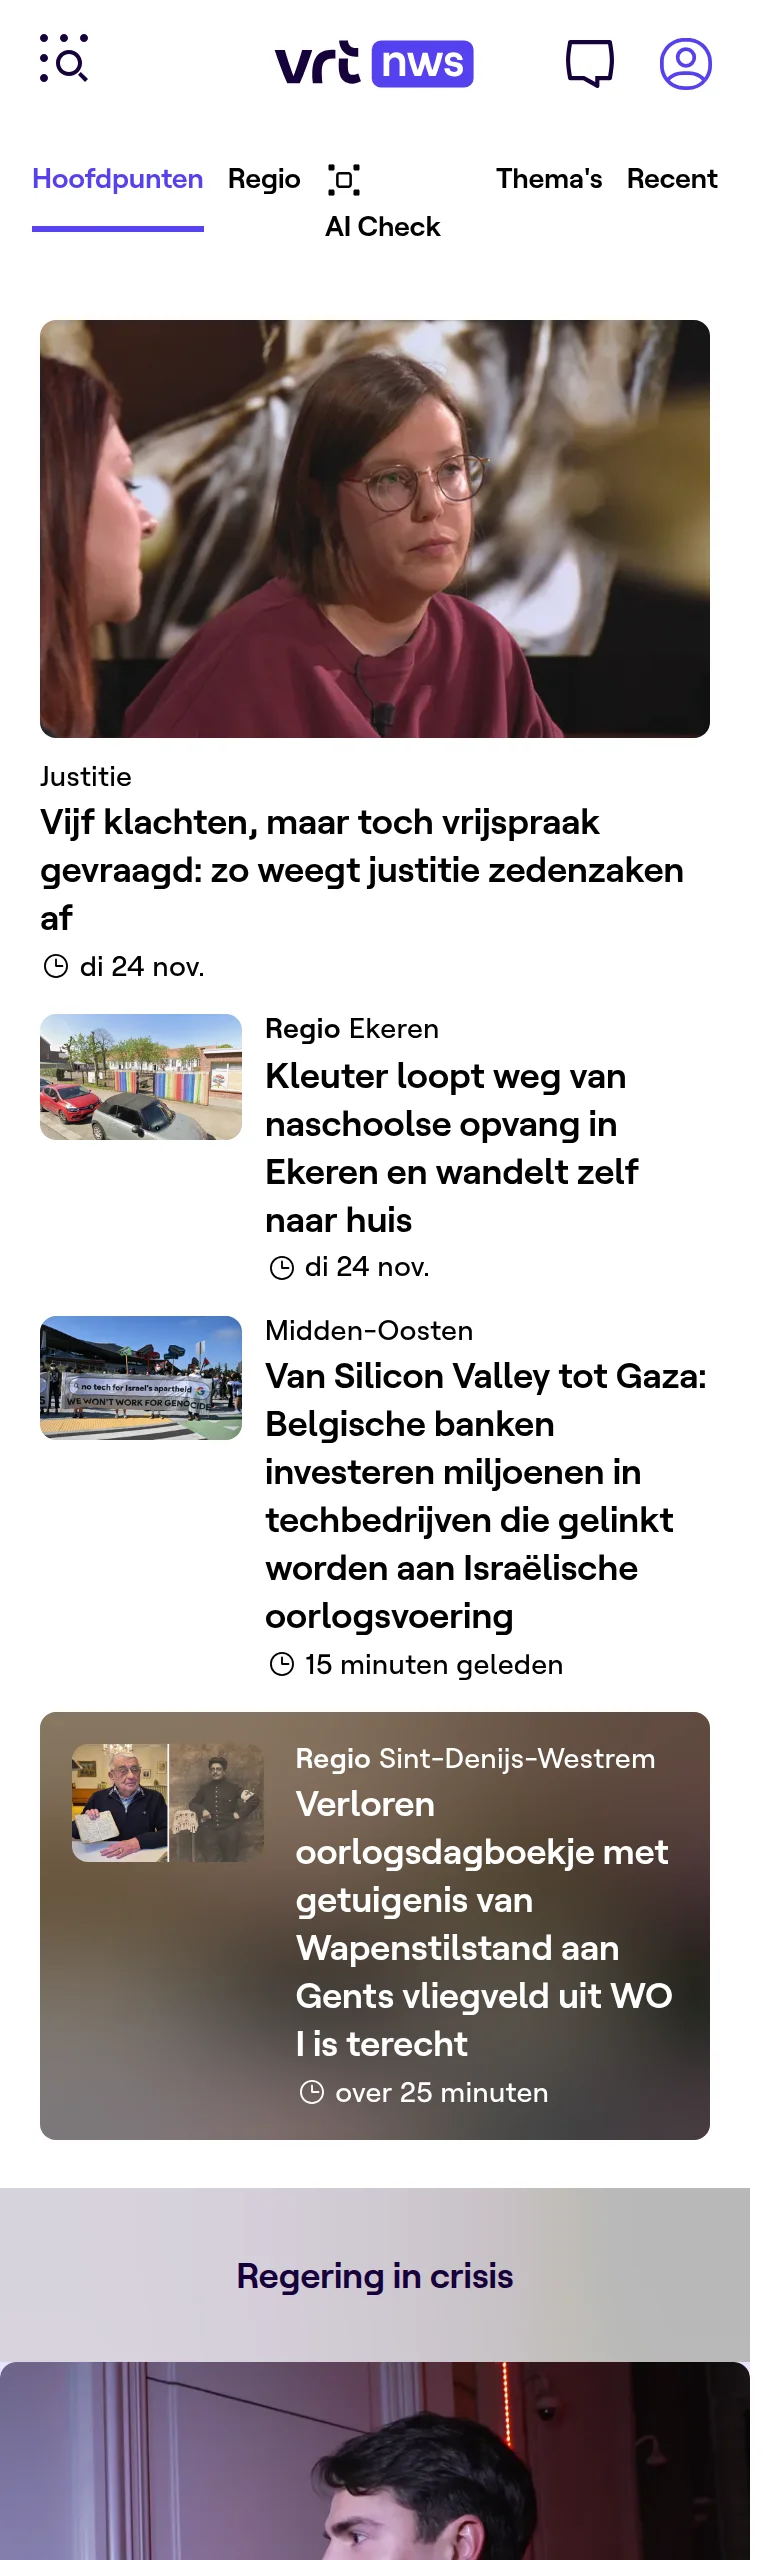 vrt nws
Hoofdpunten
Regio
AI Check
Thema's
Recent
Justitie
Vijf klachten, maar toch vrijspraak
gevraagd: zo weegt justitie zedenzaken
af
di 24 nov.
Regio Ekeren
Kleuter loopt weg van
naschoolse opvang in
Ekeren en wandelt zelf
naar huis
di 24 nov.
no tech for Israel's apartheid
WE WON'T WORK FOR GENOCIDE
Midden-Oosten
Van Silicon Valley tot Gaza:
Belgische banken
investeren miljoenen in
techbedrijven die gelinkt
worden aan Israëlische
oorlogsvoering
15 minuten geleden
Regio Sint-Denijs-Westrem
Verloren
oorlogsdagboekje met
getuigenis van
Wapenstilstand aan
Gents vliegveld uit WO
I is terecht
over 25 minuten
Regering in crisis